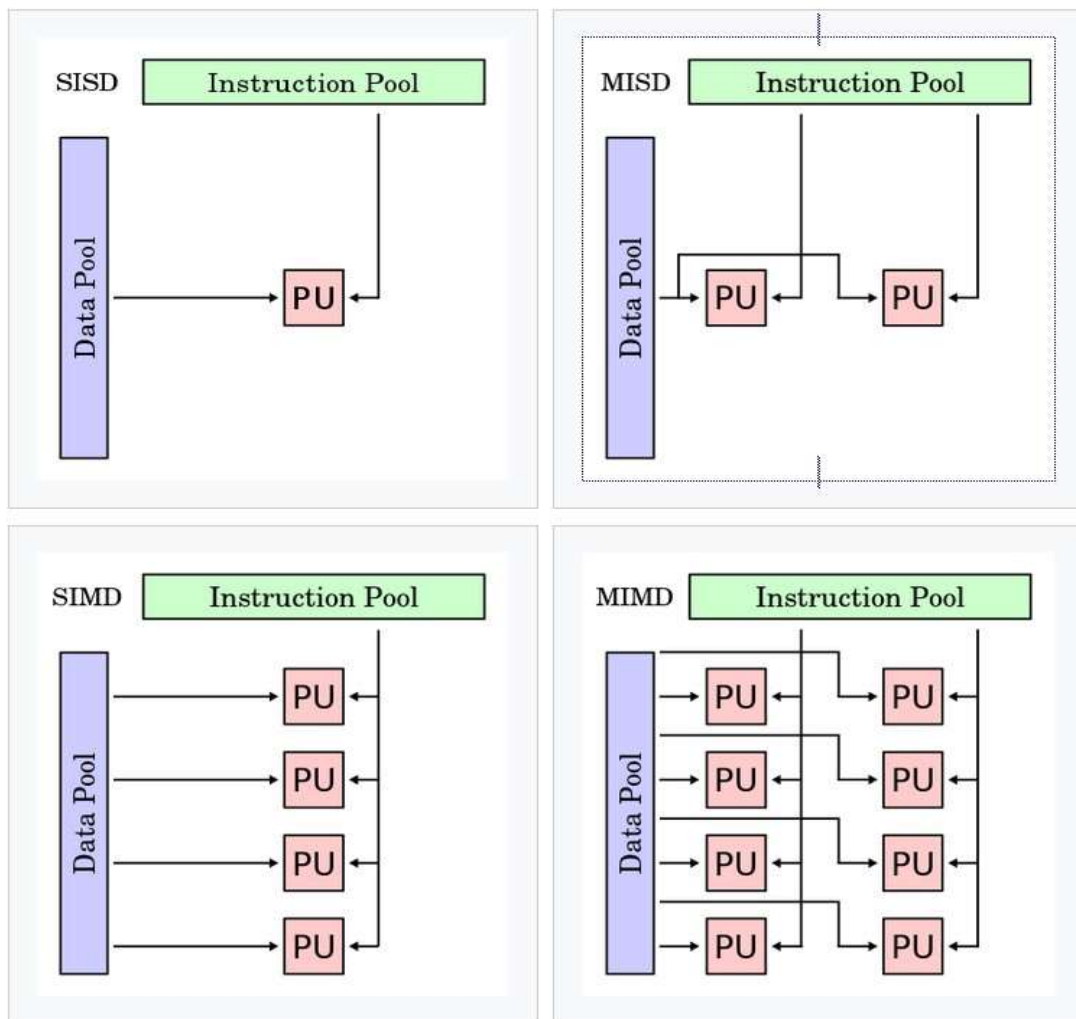 SISD Instruction Pool
Data Pool
PU
MISD Instruction Pool
Data Pool
PU PU
SIMD Instruction Pool
Data Pool
PU
PU
PU
PU
MIMD Instruction Pool
Data Pool
PU PU
PU PU
PU PU
PU PU